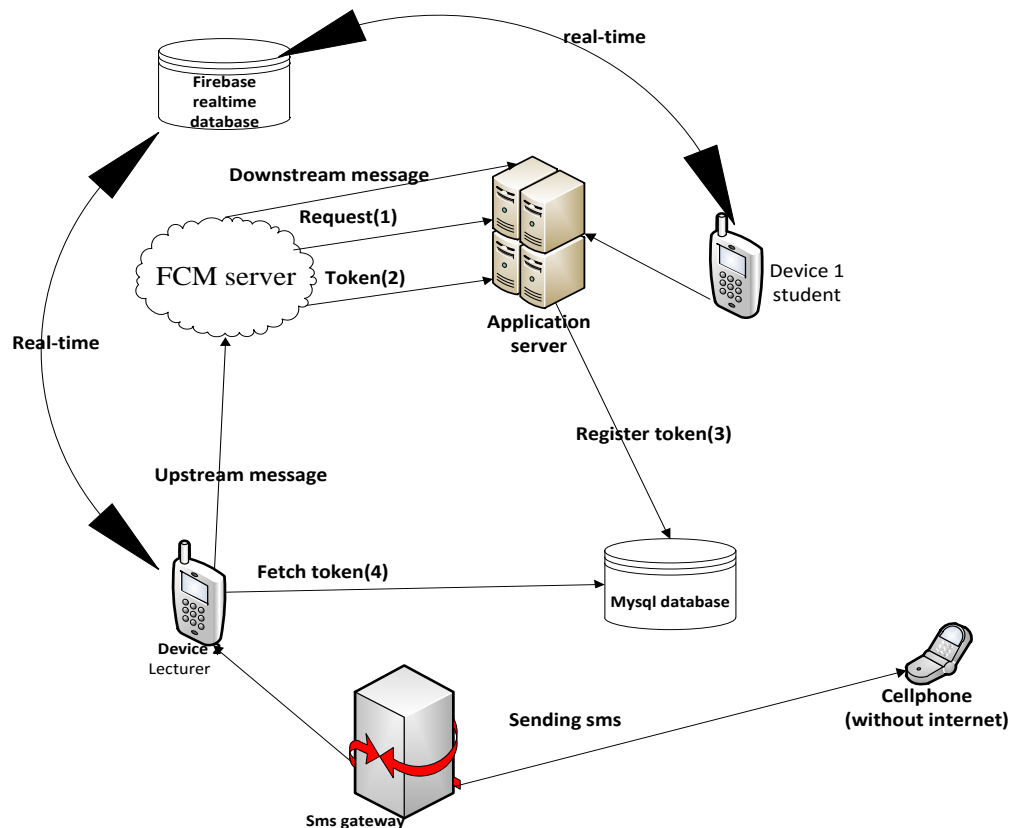 real-time
Firebase
realtime
database
Downstream message
Request(1)
FCM server
Token(2)
Device 1
student
Application
server
Real-time
Register token(3)
Upstream message
Fetch token(4)
Mysql database
Device
Lecturer
Cellphone
(without internet)
Sending sms
Sms gateway